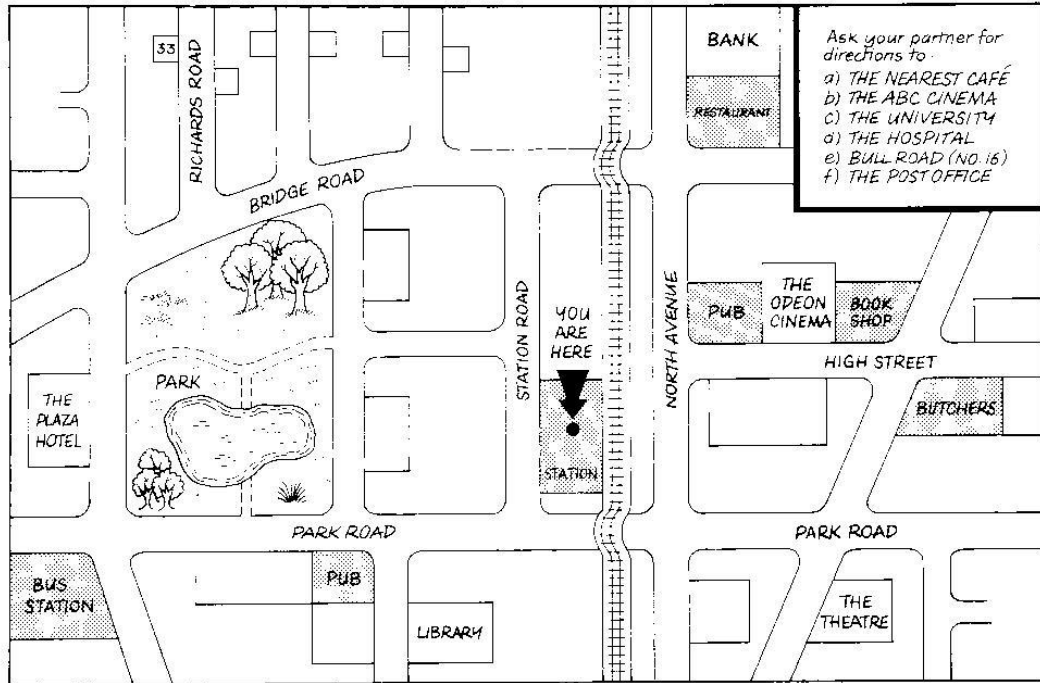 33
RICHARDS ROAD
BRIDGE ROAD
BANK
RESTAURANT
Ask your partner for
directions to
a) THE NEAREST CAFÉ
b) THE ABC CINEMA
c) THE UNIVERSITY
d) THE HOSPITAL
e) BULL ROAD (NO. 16)
f) THE POST OFFICE
STATION ROAD
YOU
ARE
HERE
NORTH AVENUE
PUB
THE
ODEON
CINEMA
BOOK
SHOP
HIGH STREET
PARK
THE
PLAZA
HOTEL
BUTCHERS
STATION
PARK ROAD
PARK ROAD
BUS
STATION
PUB
LIBRARY
THE
THEATRE